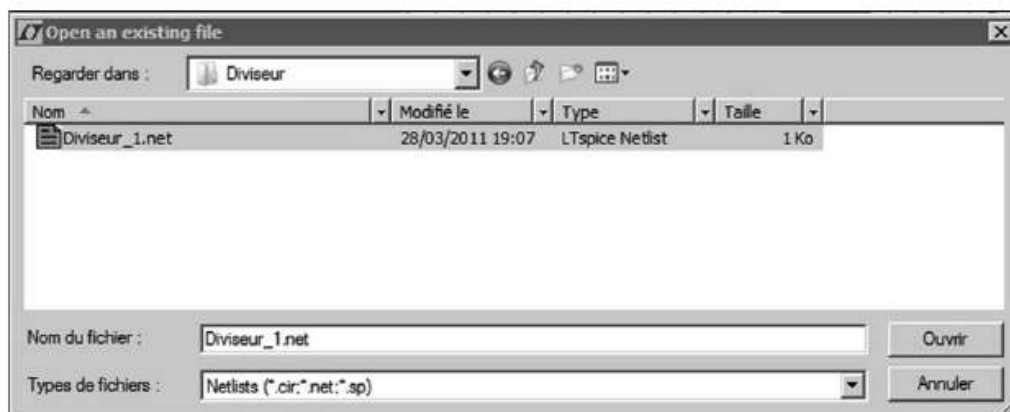 Open an existing file
Regarder dans :
Diviseur
Nom
Modifié le
Type
Taille
Diviseur_1.net 28/03/2011 19:07 LTspice Netlist 1 Ko
Nom du fichier : Diviseur_1.net Ouvrir
Types de fichiers : Netlists (*.cir;*.net;*.sp) Annuler